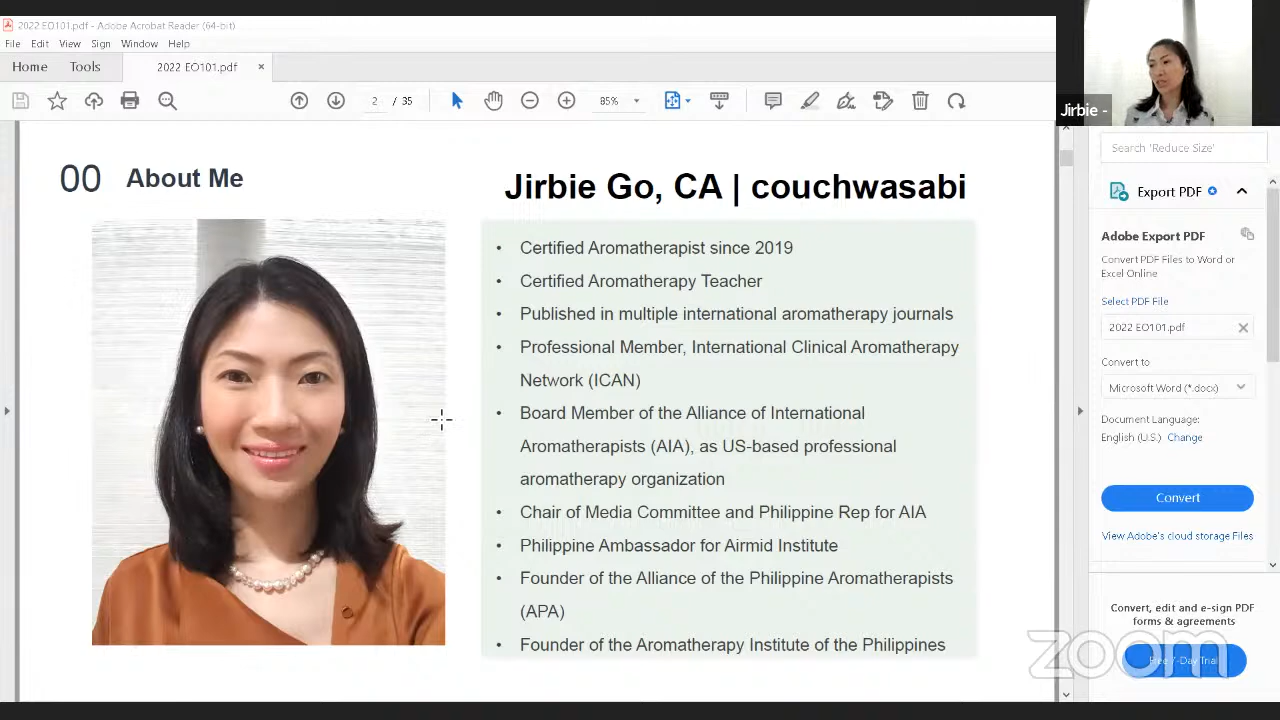 2022 EO101.pdf - Adobe Acrobat Reader (64-bit)
File Edit View Sign Window Help
Home Tools 2022 EO101.pdf ×
2 / 35 85%
Jirbie -
Search 'Reduce Size'
00 About Me
Jirbie Go, CA | couchwasabi
Export PDF
• Certified Aromatherapist since 2019
• Certified Aromatherapy Teacher
• Published in multiple international aromatherapy journals
• Professional Member, International Clinical Aromatherapy
Network (ICAN)
• Board Member of the Alliance of International
Aromatherapists (AIA), as US-based professional
aromatherapy organization
• Chair of Media Committee and Philippine Rep for AIA
• Philippine Ambassador for Airmid Institute
• Founder of the Alliance of the Philippine Aromatherapists
(APA)
• Founder of the Aromatherapy Institute of the Philippines
Adobe Export PDF
Convert PDF Files to Word or
Excel Online
Select PDF File
2022 EO101.pdf
Convert to
Microsoft Word (*.docx)
Document Language:
Change
Convert
cloud storage Files
Convert, edit and e-sign PDF
forms & agreements
Free 7-Day Trial
zoom